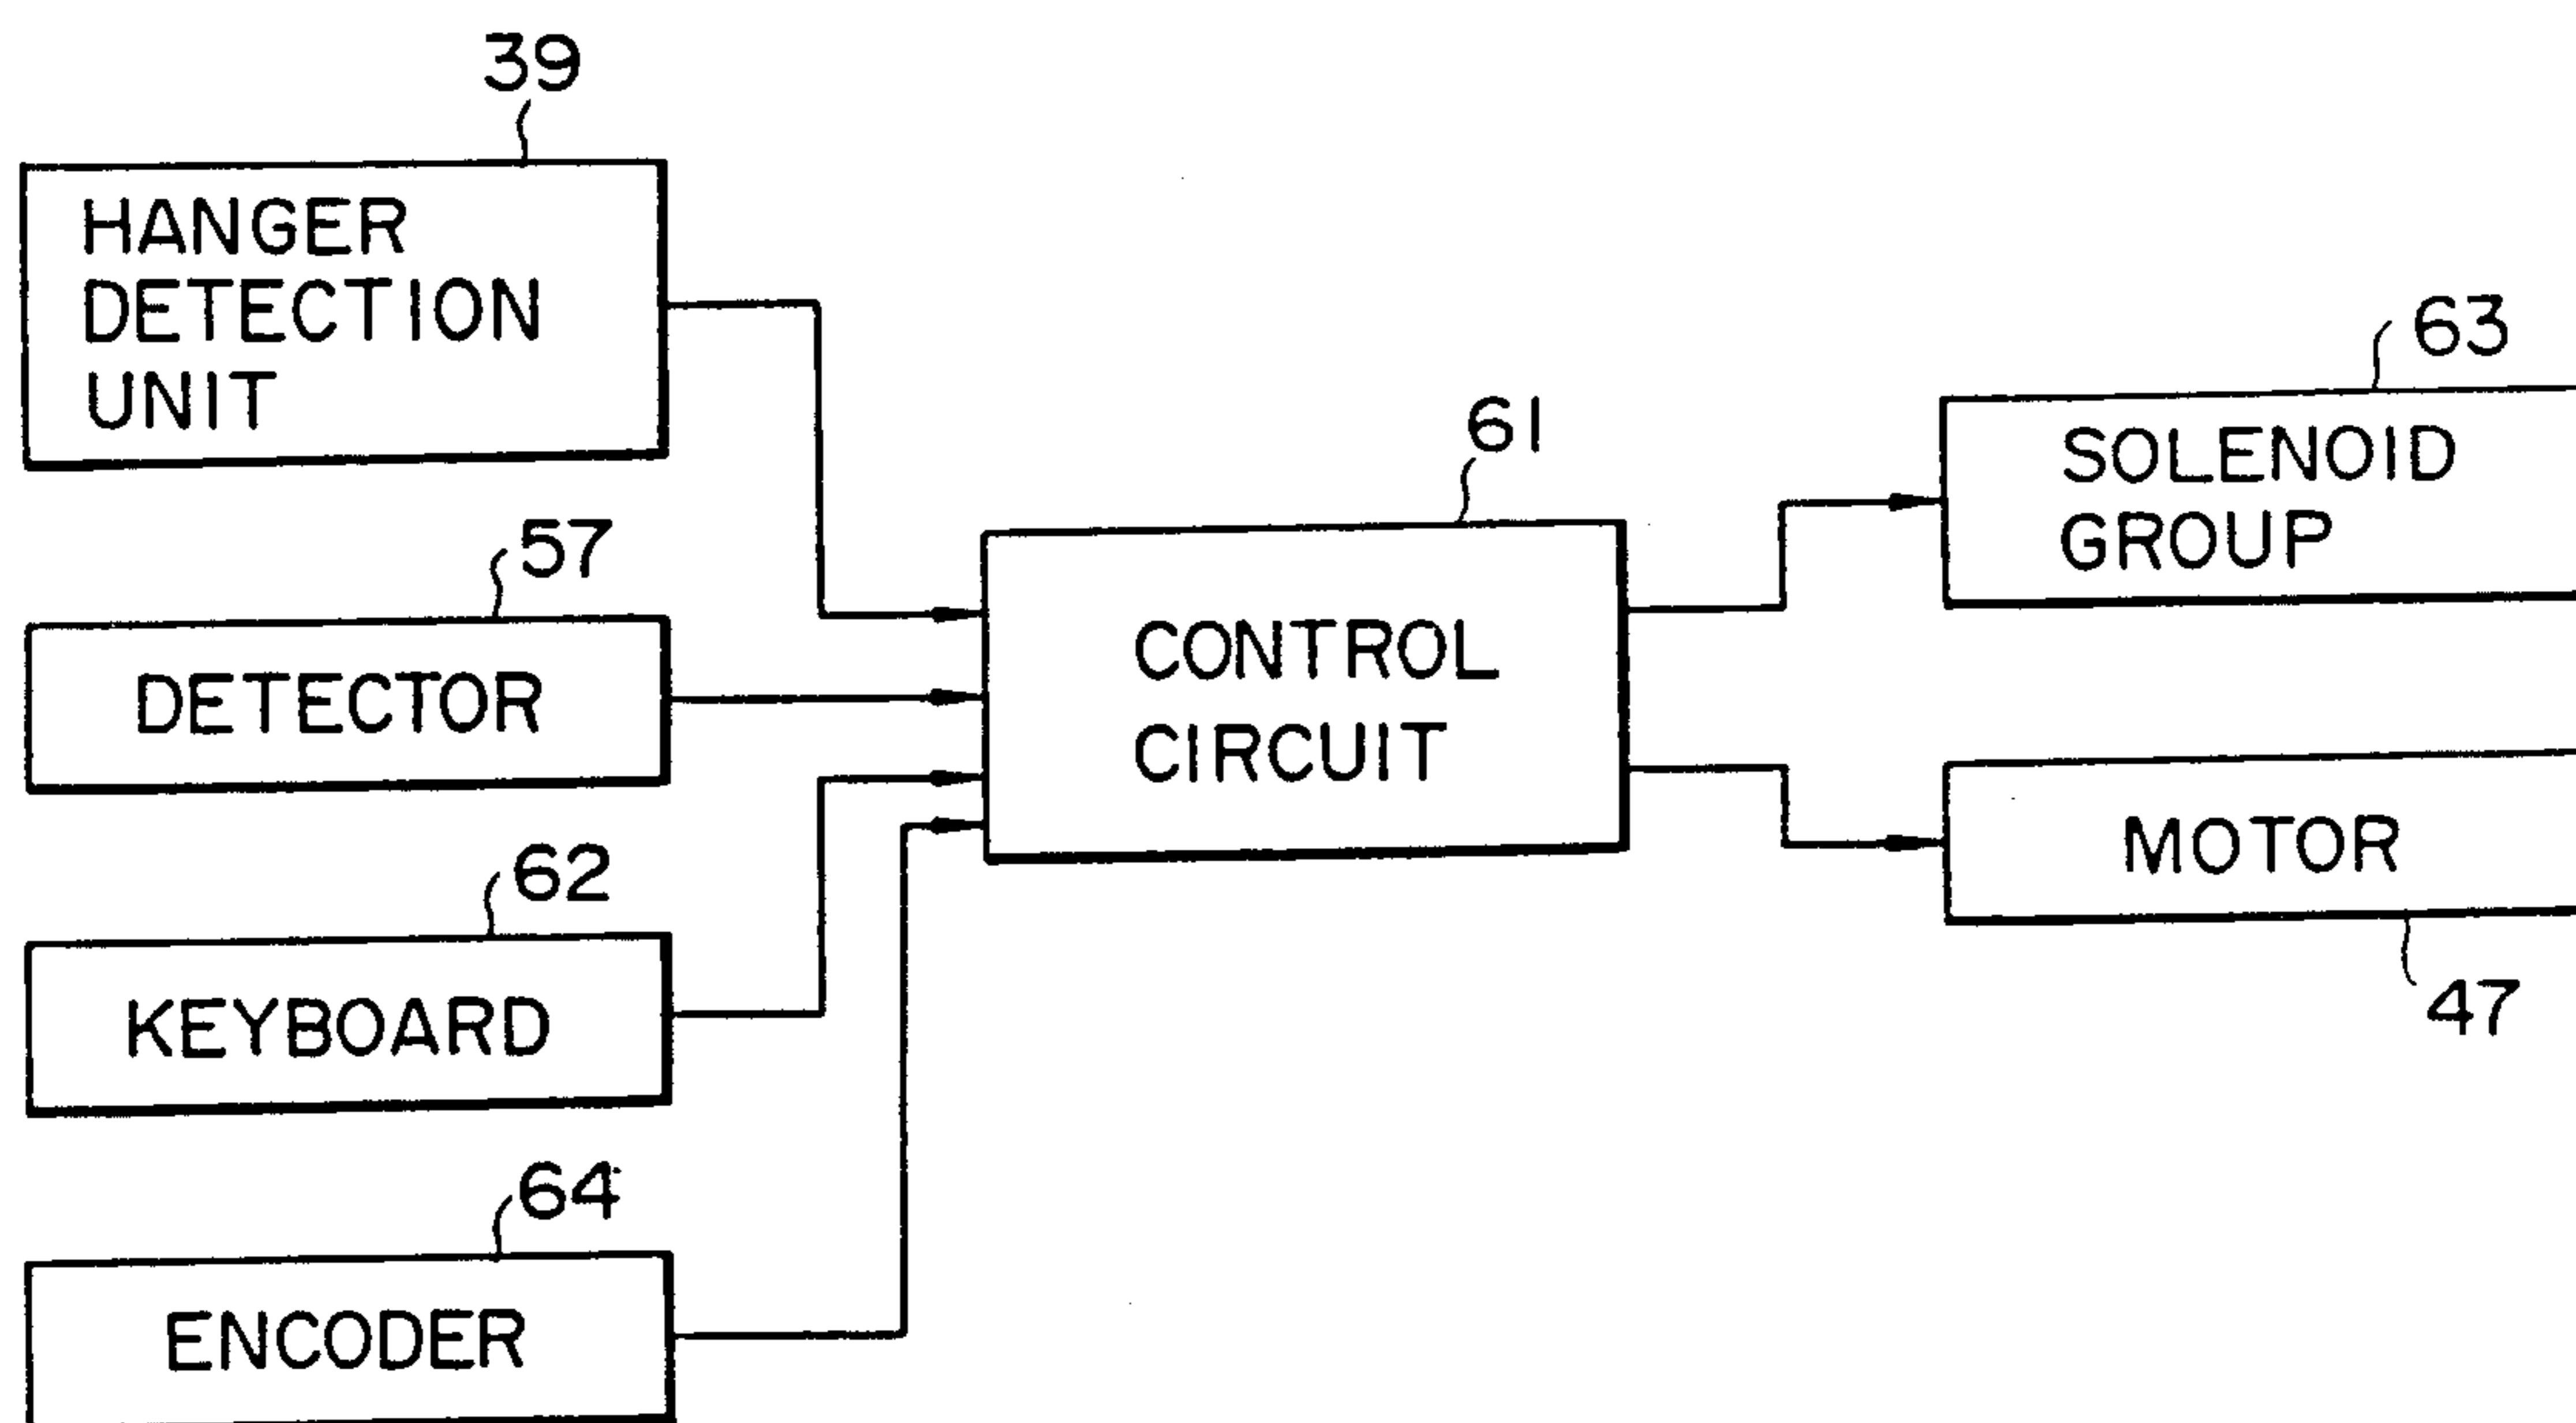 39
HANGER
DETECTION
UNIT
57
DETECTOR
62
KEYBOARD
64
ENCODER
61
CONTROL
CIRCUIT
63
SOLENOID
GROUP
MOTOR
47